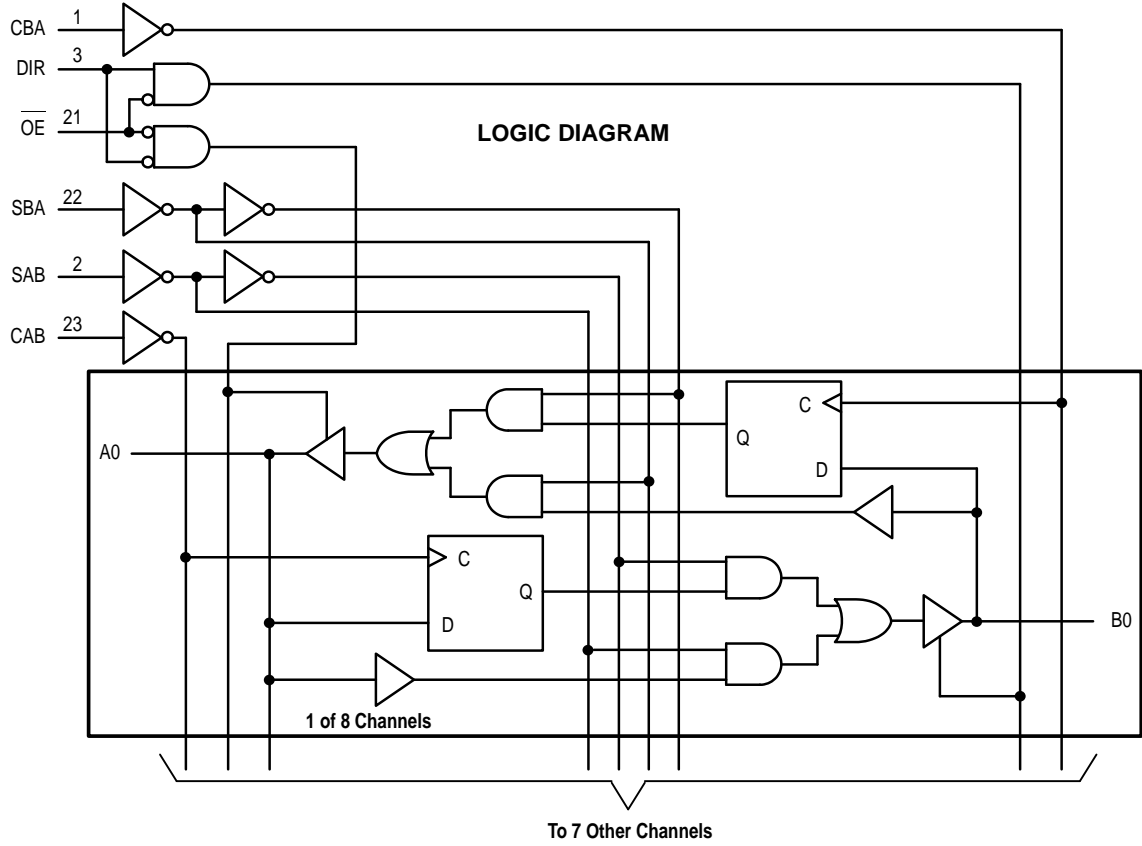 CBA 1
DIR 3
OE 21
LOGIC DIAGRAM
SBA 22
SAB 2
CAB 23
A0
C
Q
D
C
Q
D
B0
1 of 8 Channels
To 7 Other Channels